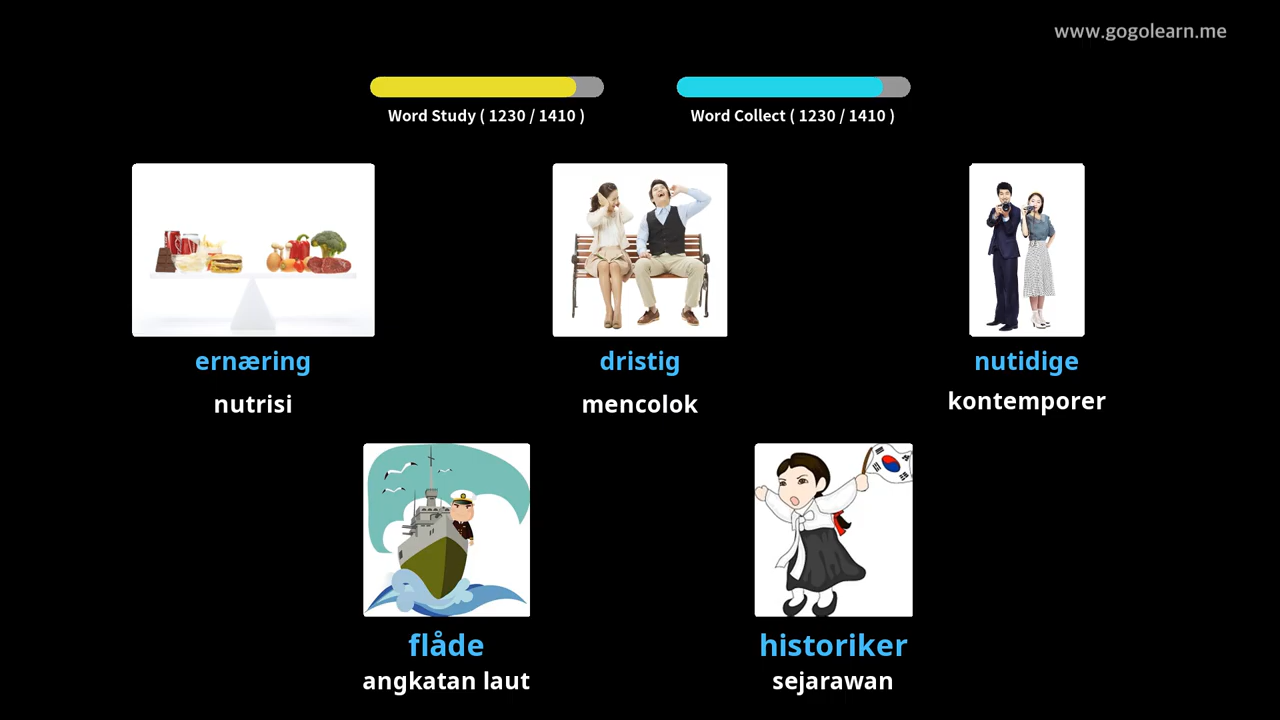 www.gogolearn.me
Word Study ( 1230 / 1410 )
Word Collect ( 1230 / 1410 )
ernæring
nutrisi
dristig
mencolok
nutidige
kontemporer
flåde
angkatan laut
historiker
sejarawan